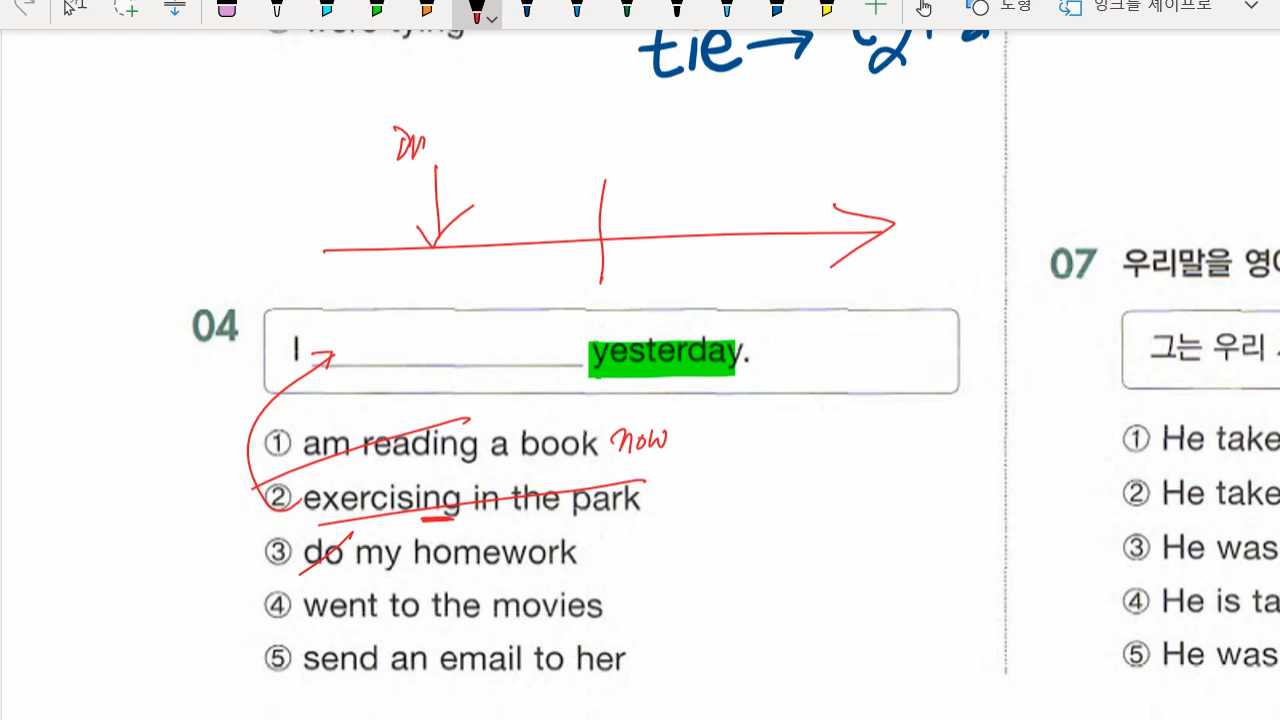 도형
잉크를 셰이프로
were tying
tie →
04
I ____________ yesterday.
① am reading a book now
② exercising in the park
③ do my homework
④ went to the movies
⑤ send an email to her
07 우리말을
그는 우리
① He take
② He take
③ He was
④ He is ta
⑤ He was